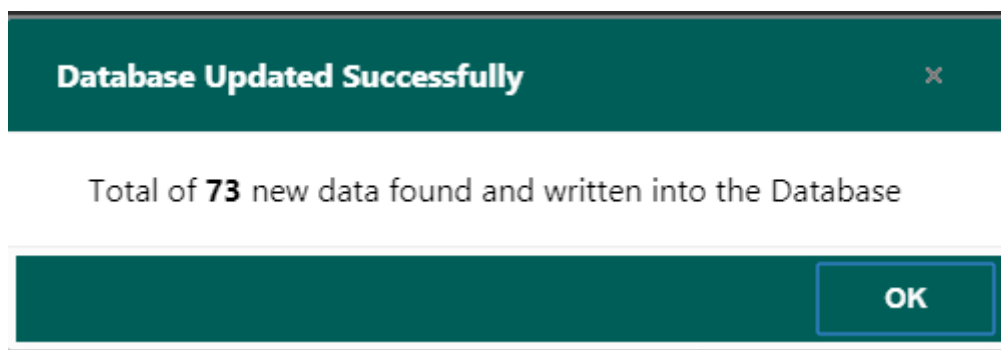 Database Updated Successfully ×
Total of 73 new data found and written into the Database
OK